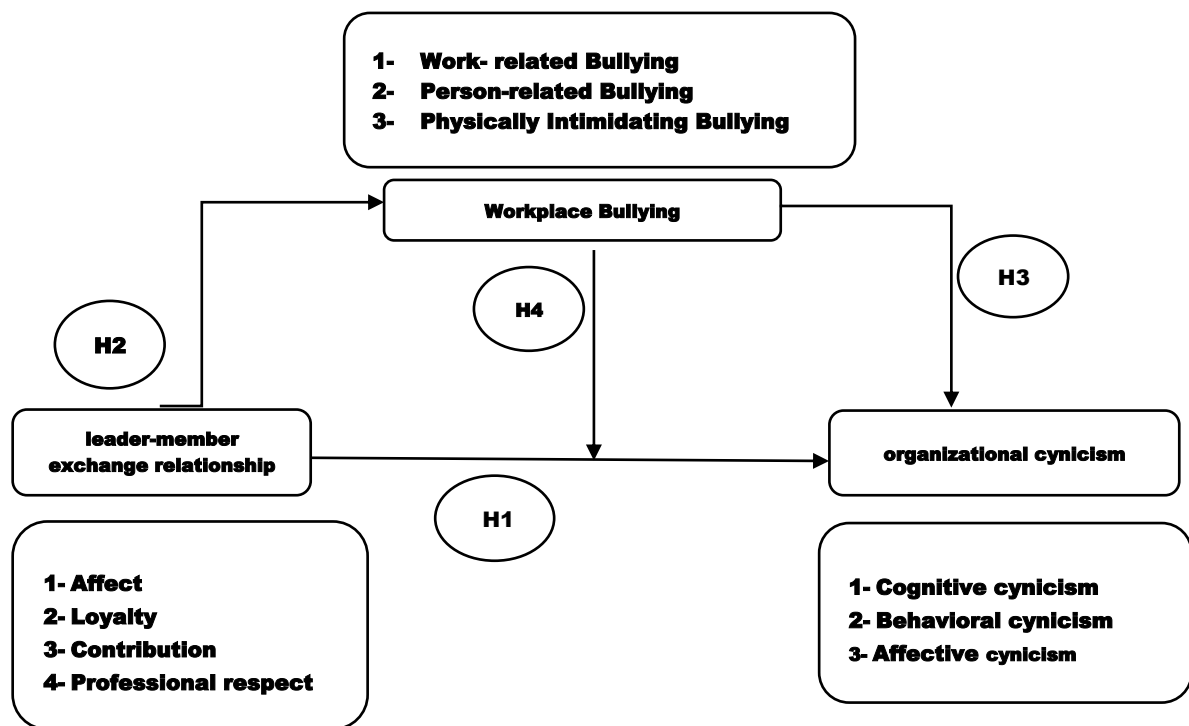 1- Work- related Bullying
2- Person-related Bullying
3- Physically Intimidating Bullying
Workplace Bullying
H3
H4
H2
leader-member
exchange relationship
organizational cynicism
H1
1- Affect
2- Loyalty
3- Contribution
4- Professional respect
1- Cognitive cynicism
2- Behavioral cynicism
3- Affective cynicism